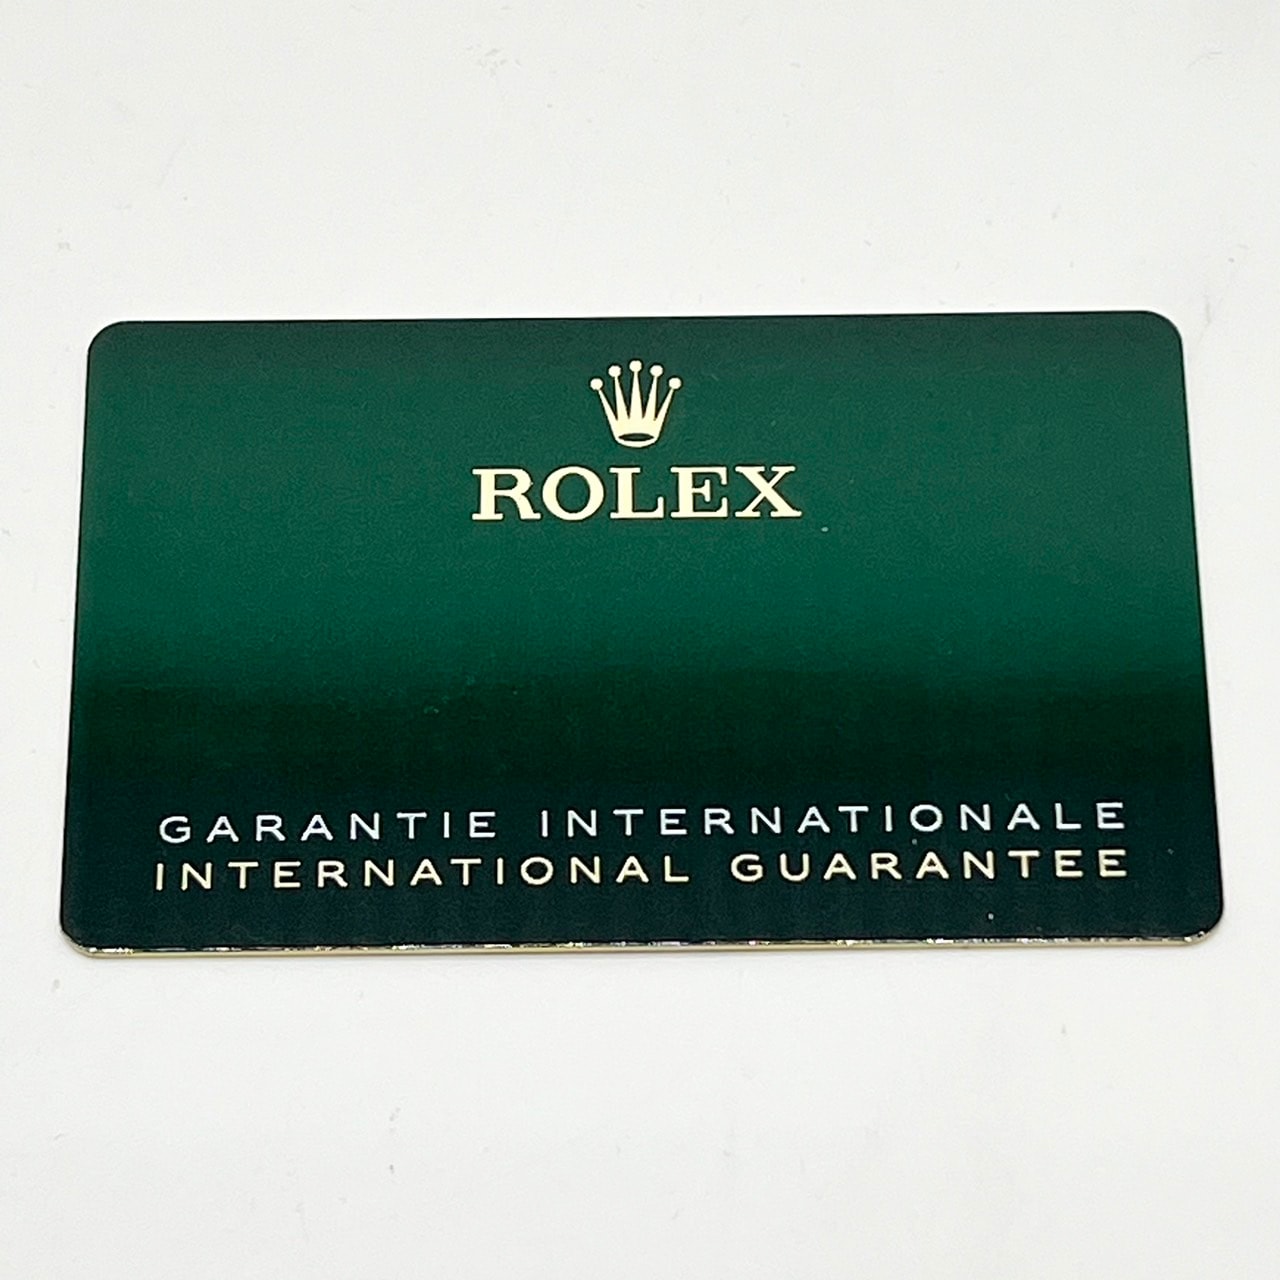 ROLEX
GARANTIE INTERNATIONALE
INTERNATIONAL GUARANTEE